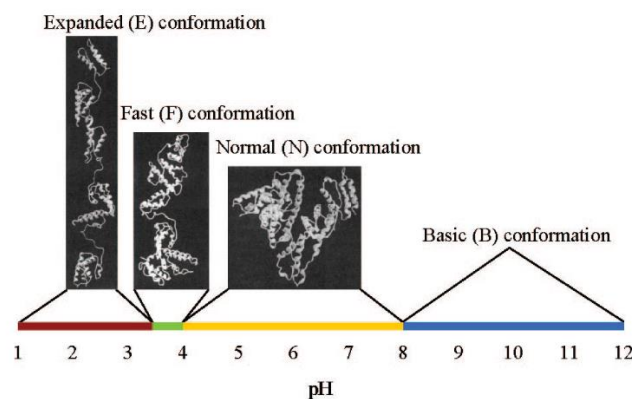 Expanded (E) conformation
Fast (F) conformation
Normal (N) conformation
Basic (B) conformation
1 2 3 4 5 6 7 8 9 10 11 12
pH